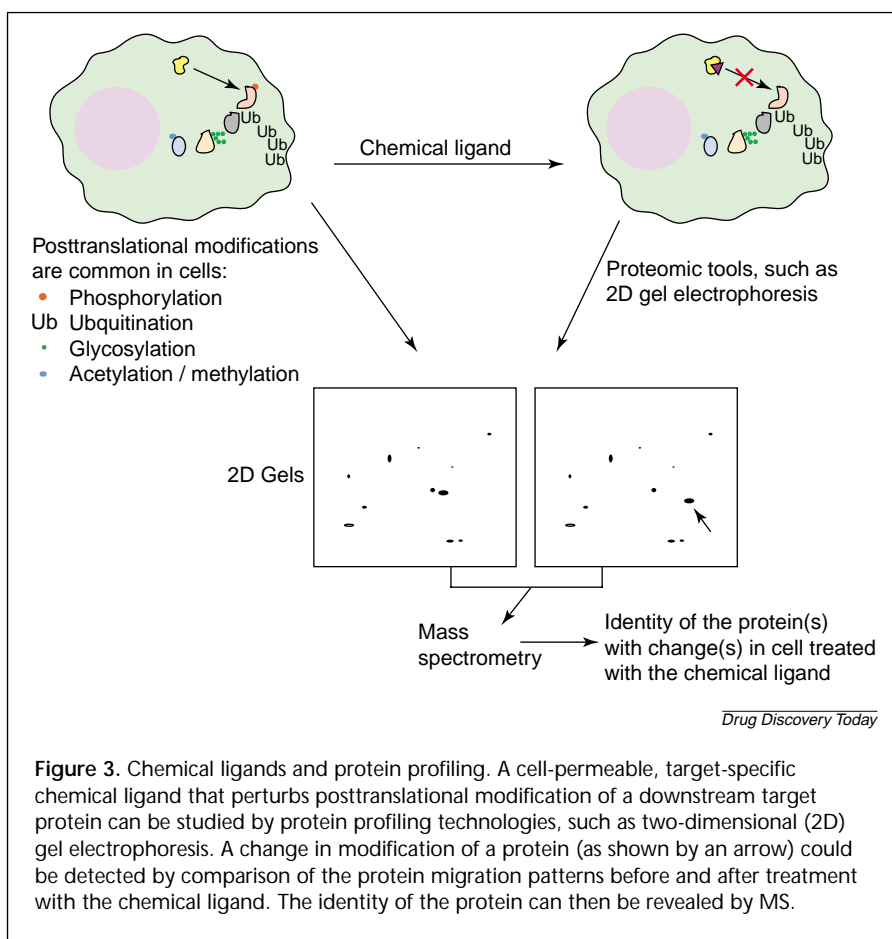 Ub
Ub
Ub
Ub
Chemical ligand
Ub
Ub
Ub
Ub
Posttranslational modifications
are common in cells:
Phosphorylation
Ub Ubquitination
Glycosylation
Acetylation / methylation
Proteomic tools, such as
2D gel electrophoresis
2D Gels
Mass
spectrometry
Identity of the protein(s)
with change(s) in cell treated
with the chemical ligand
Drug Discovery Today
Figure 3. Chemical ligands and protein profiling. A cell-permeable, target-specific
chemical ligand that perturbs posttranslational modification of a downstream target
protein can be studied by protein profiling technologies, such as two-dimensional (2D)
gel electrophoresis. A change in modification of a protein (as shown by an arrow) could
be detected by comparison of the protein migration patterns before and after treatment
with the chemical ligand. The identity of the protein can then be revealed by MS.